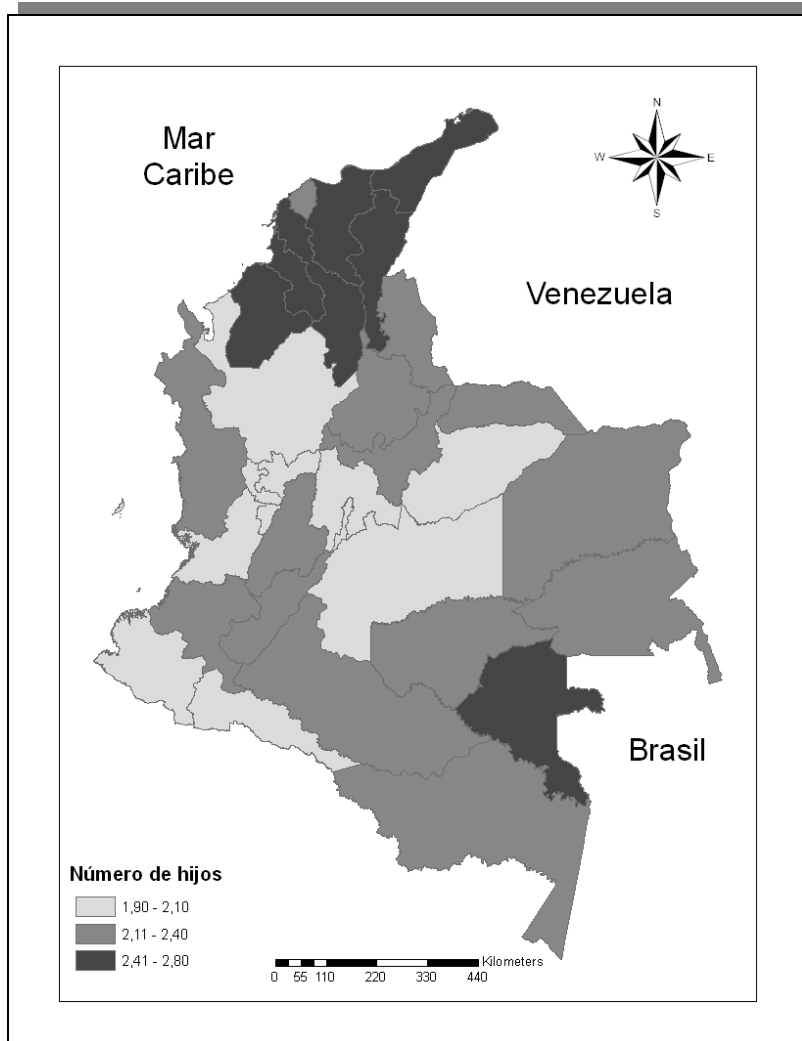 Mar
Caribe
N
W
E
S
Venezuela
Brasil
Número de hijos
1,90 - 2,10
2,11 - 2,40
2,41 - 2,80
Kilometers
0 55 110 220 330 440